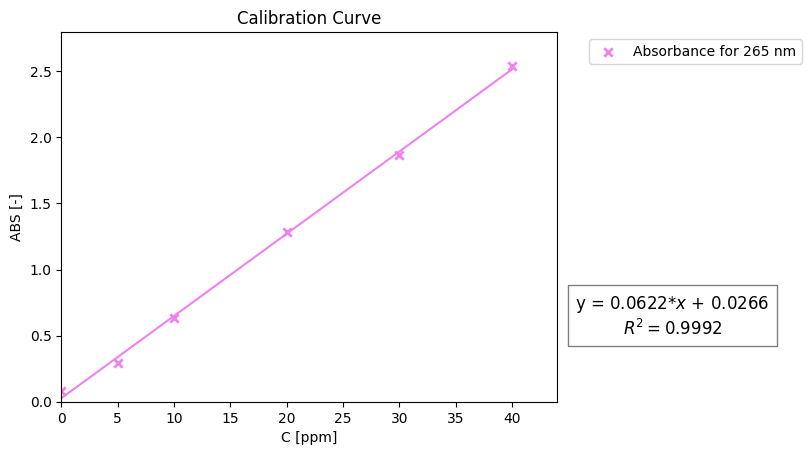 Calibration Curve
Absorbance for 265 nm
ABS [-]
2.5
2.0
1.5
1.0
0.5
0.0
y = 0.0622*x + 0.0266
R² = 0.9992
0 5 10 15 20 25 30 35 40
C [ppm]